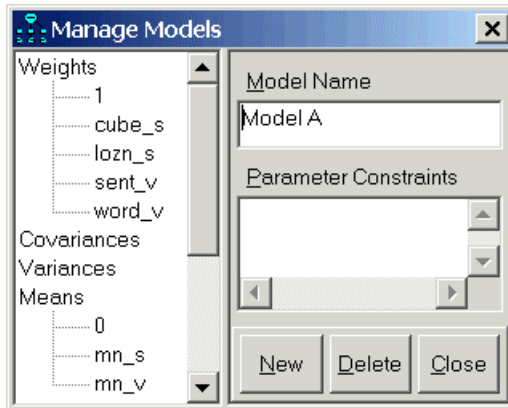 Manage Models
Weights
1
cube_s
lozn_s
sent_v
word_v
Covariances
Variances
Means
0
mn_s
mn_v
Model Name
Model A
Parameter Constraints
New
Delete
Close